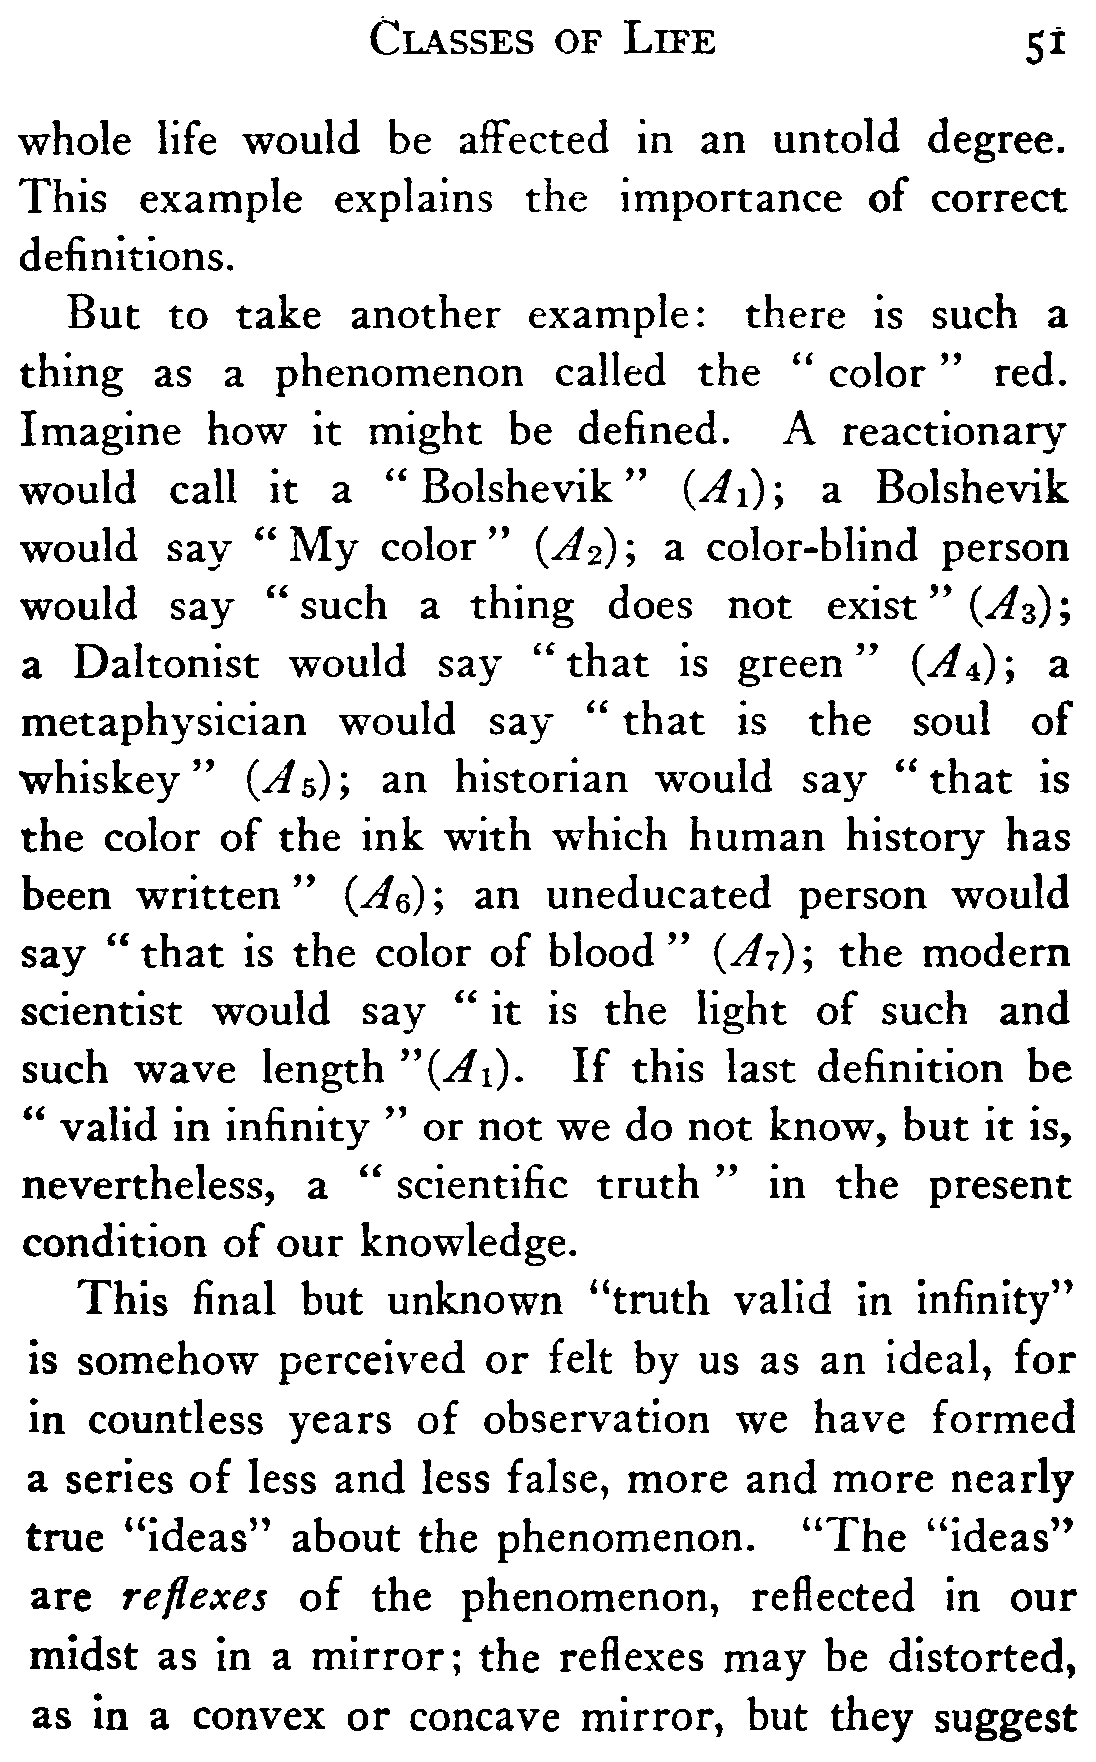 CLASSES OF LIFE 51
whole life would be affected in an untold degree.
This example explains the importance of correct
definitions.
But to take another example: there is such a
thing as a phenomenon called the “ color ” red.
Imagine how it might be defined. A reactionary
would call it a “ Bolshevik ” (A1); a Bolshevik
would say “ My color ” (A2); a color-blind person
would say “ such a thing does not exist ” (A3);
a Daltonist would say “ that is green ” (A4); a
metaphysician would say “ that is the soul of
whiskey ” (A5); an historian would say “ that is
the color of the ink with which human history has
been written ” (A6); an uneducated person would
say “ that is the color of blood ” (A7); the modern
scientist would say “ it is the light of such and
such wave length ”(A1). If this last definition be
“ valid in infinity ” or not we do not know, but it is,
nevertheless, a “ scientific truth ” in the present
condition of our knowledge.
This final but unknown “truth valid in infinity”
is somehow perceived or felt by us as an ideal, for
in countless years of observation we have formed
a series of less and less false, more and more nearly
true “ideas” about the phenomenon. “The “ideas”
are reflexes of the phenomenon, reflected in our
midst as in a mirror; the reflexes may be distorted,
as in a convex or concave mirror, but they suggest